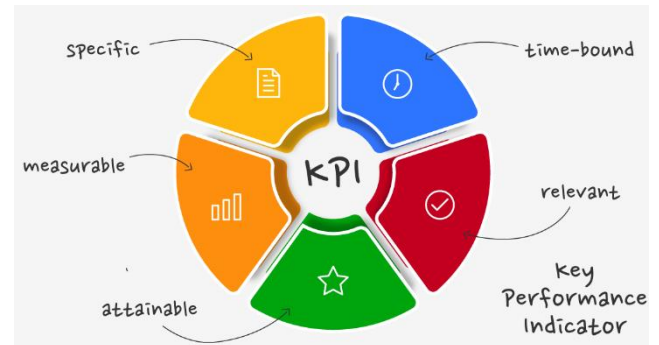 specific
time-bound
measurable
KPI
relevant
attainable
Key
Performance
Indicator